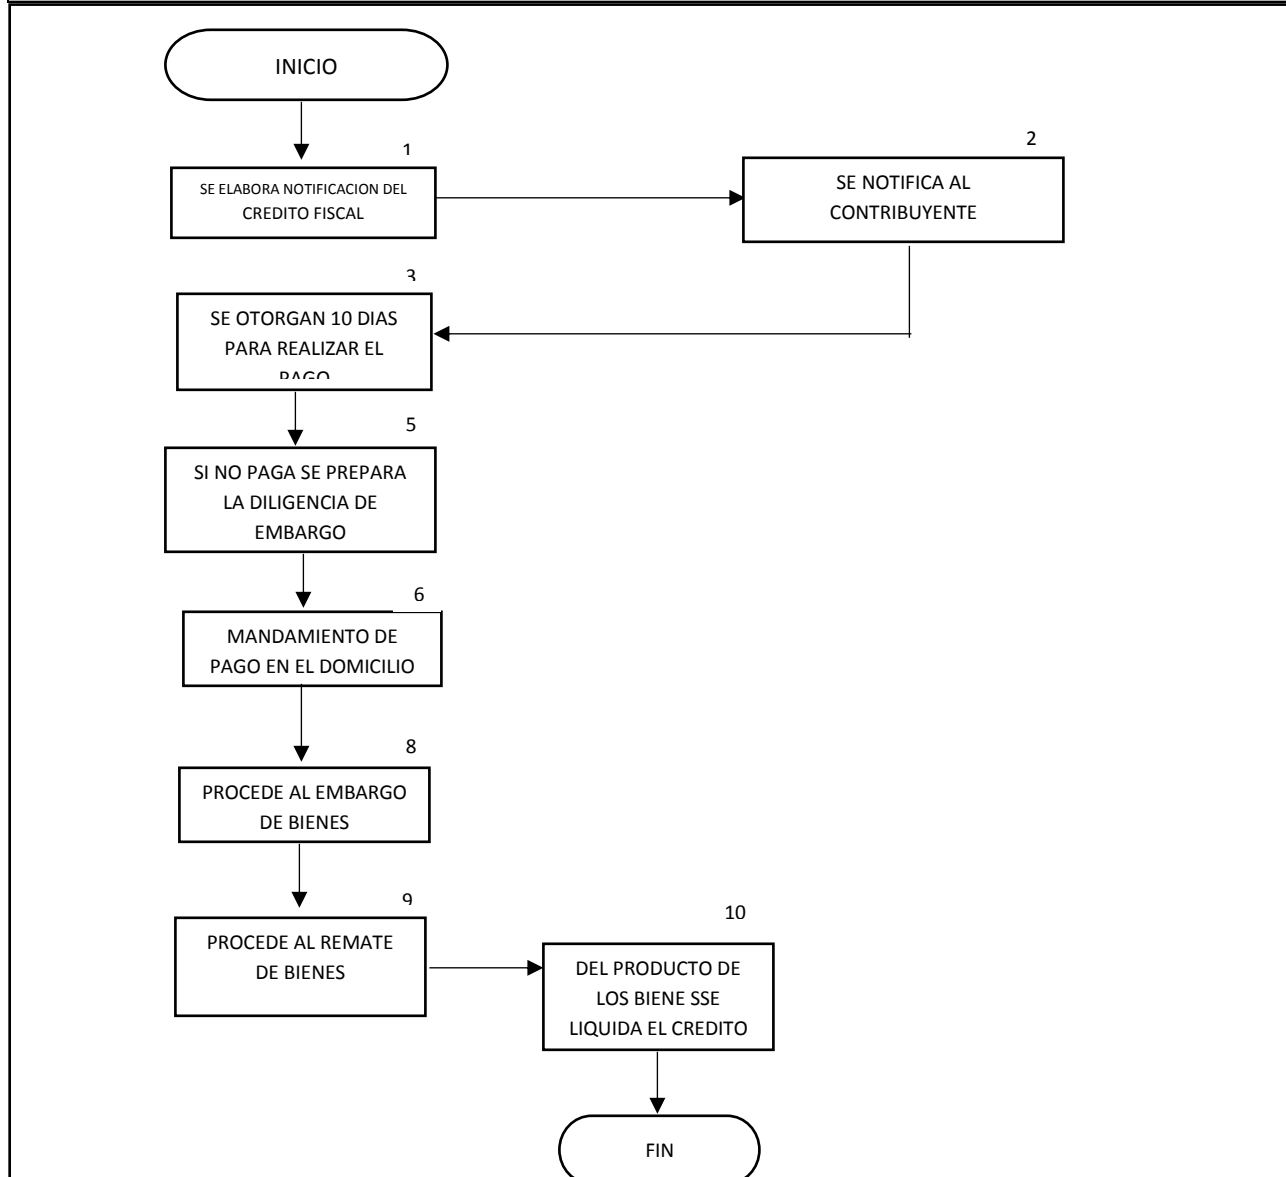 INICIO
1
SE ELABORA NOTIFICACION DEL
CREDITO FISCAL
2
SE NOTIFICA AL
CONTRIBUYENTE
3
SE OTORGAN 10 DIAS
PARA REALIZAR EL
PAGO
5
SI NO PAGA SE PREPARA
LA DILIGENCIA DE
EMBARGO
6
MANDAMIENTO DE
PAGO EN EL DOMICILIO
8
PROCEDE AL EMBARGO
DE BIENES
9
PROCEDE AL REMATE
DE BIENES
10
DEL PRODUCTO DE
LOS BIENE SSE
LIQUIDA EL CREDITO
FIN